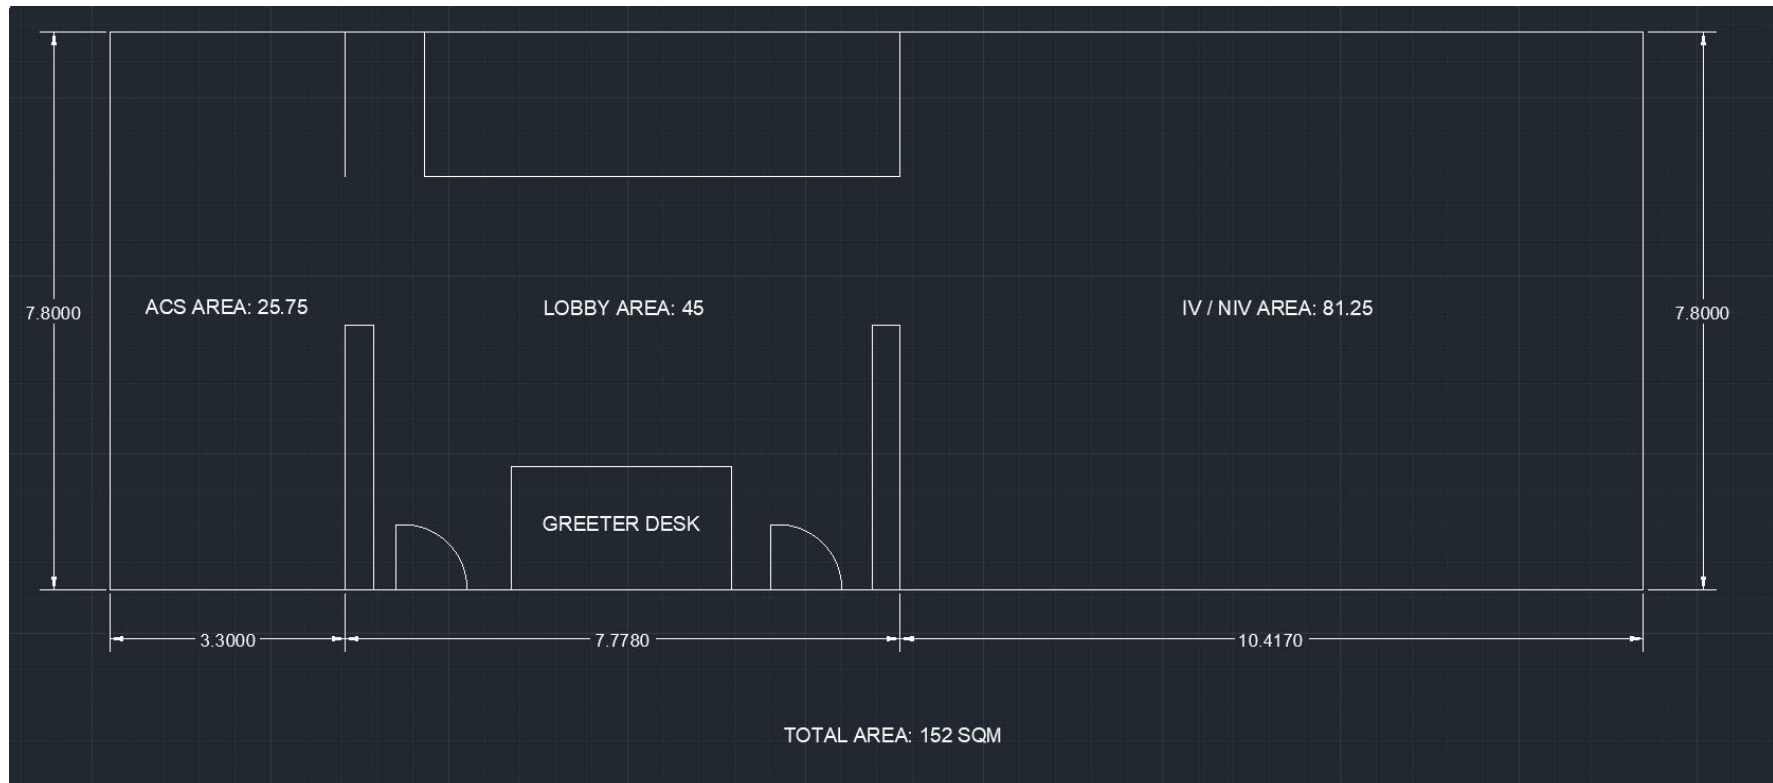 ACS AREA: 25.75
LOBBY AREA: 45
IV / NIV AREA: 81.25
7.8000
7.8000
GREETER DESK
3.3000
7.7780
10.4170
TOTAL AREA: 152 SQM